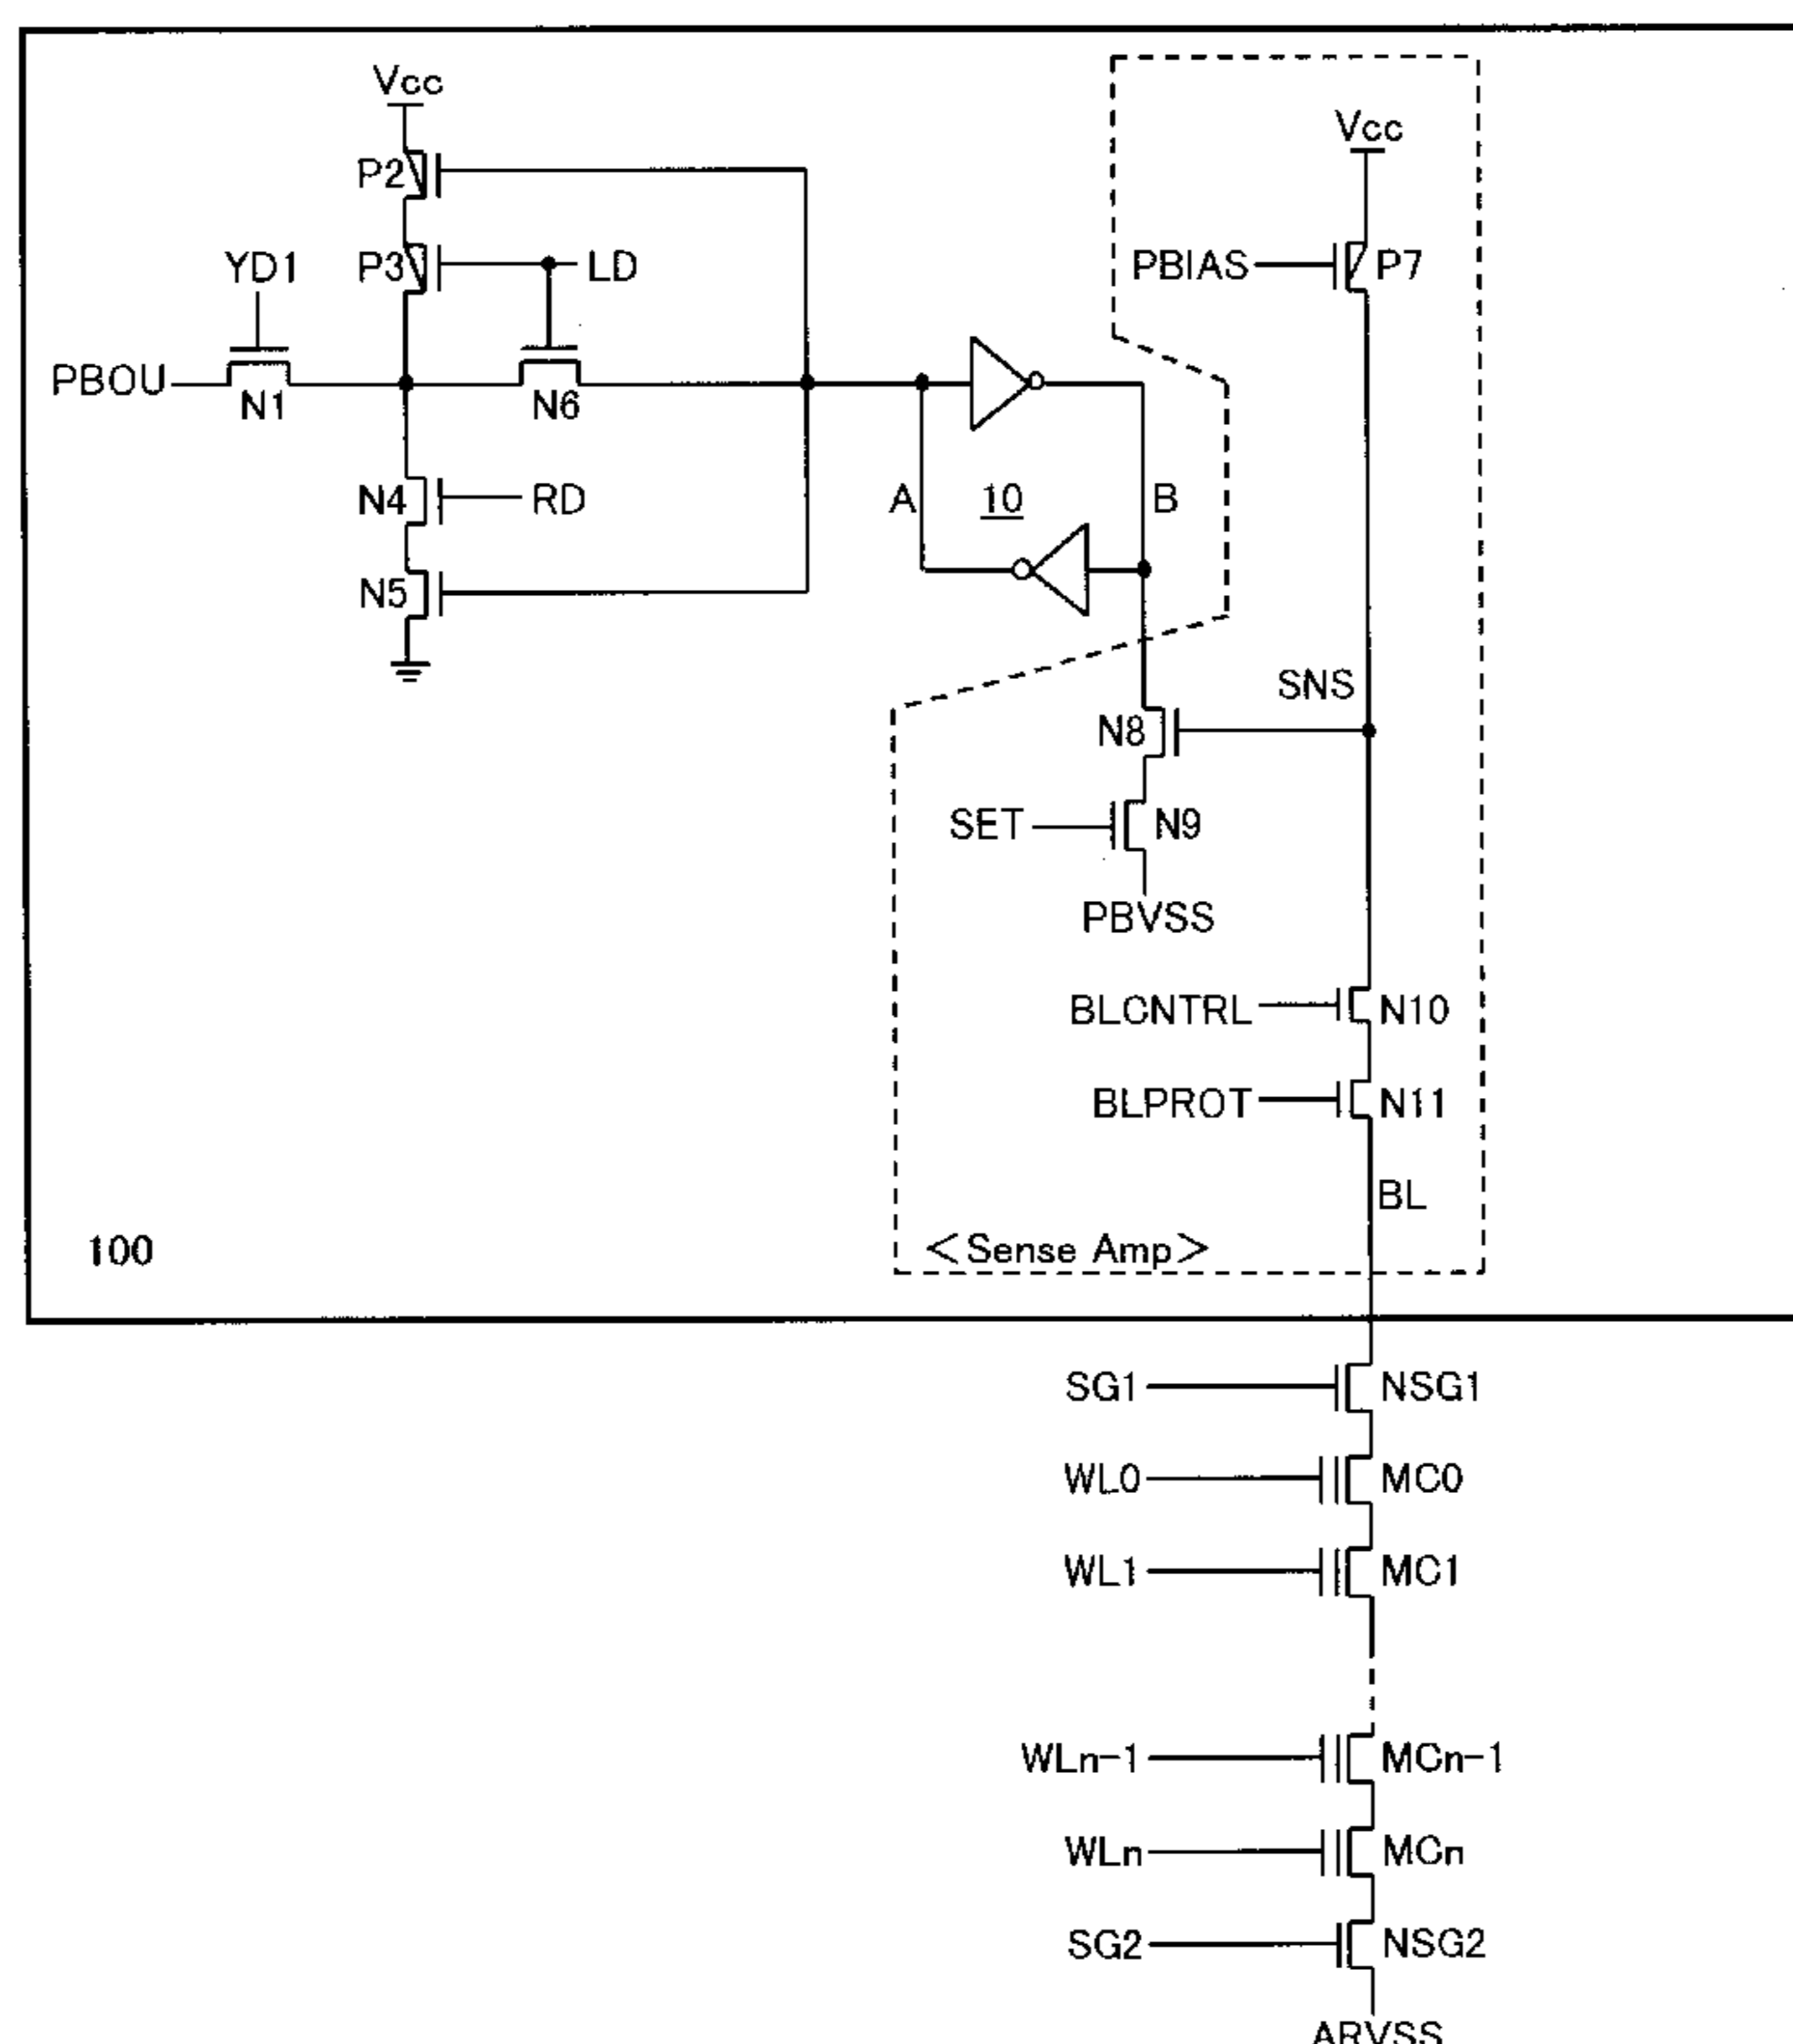 Vcc
Vcc
P2
P3
LD
YD1
PBIAS
P7
PBOU
N1
N6
N4
RD
A
10
B
N5
SNS
N8
SET
N9
PBVSS
BLCNTRL
N10
BLPROT
N11
BL
100
<Sense Amp>
SG1
NSG1
WL0
MC0
WL1
MC1
WLn-1
MCn-1
WLn
MCn
SG2
NSG2
ARVSS